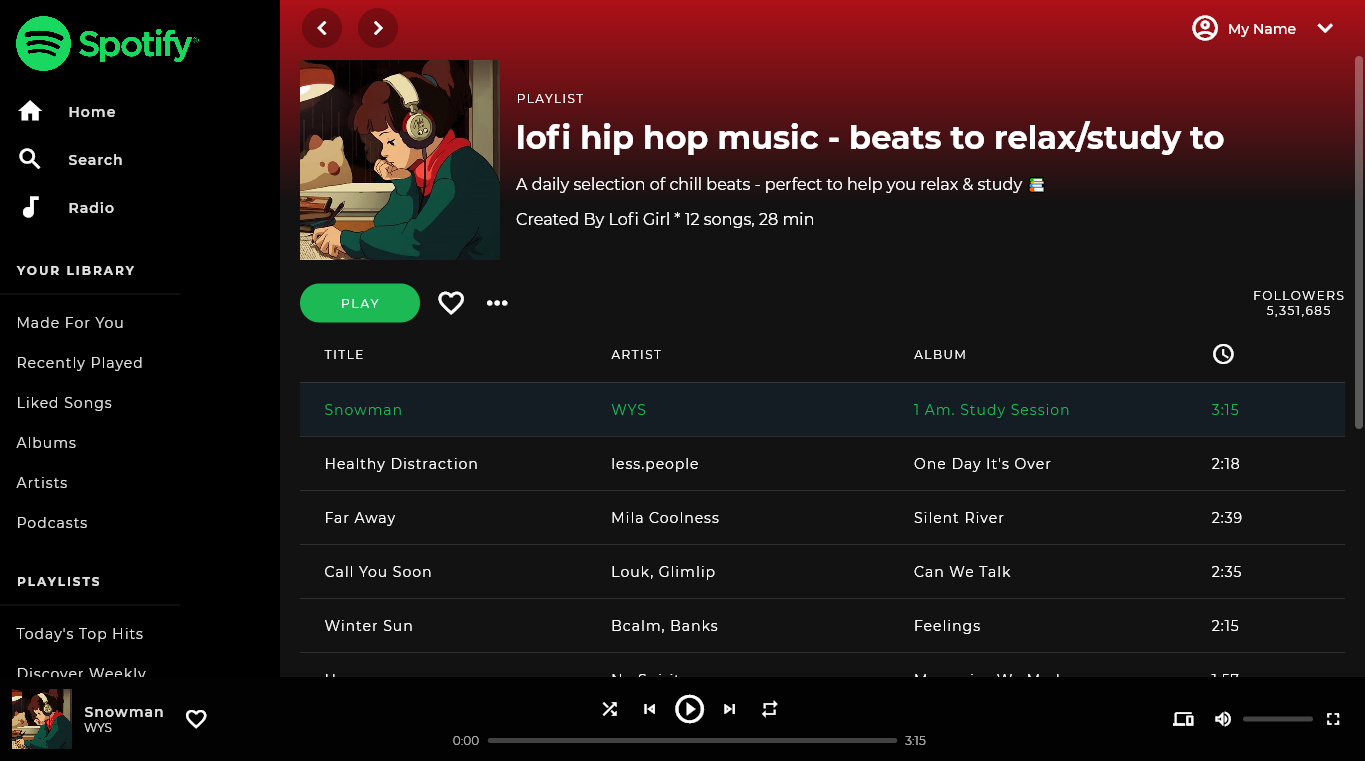 Spotify
Home
Search
Radio
YOUR LIBRARY
Made For You
Recently Played
Liked Songs
Albums
Artists
Podcasts
PLAYLISTS
Today's Top Hits
Discover Weekly
My Name
PLAYLIST
lofi hip hop music - beats to relax/study to
A daily selection of chill beats - perfect to help you relax & study 📚
Created By Lofi Girl * 12 songs, 28 min
PLAY
FOLLOWERS
5,351,685
TITLE ARTIST ALBUM
Snowman WYS 1 Am. Study Session 3:15
Healthy Distraction less.people One Day It's Over 2:18
Far Away Mila Coolness Silent River 2:39
Call You Soon Louk, Glimlip Can We Talk 2:35
Winter Sun Bcalm, Banks Feelings 2:15
Snowman
WYS
0:00 3:15